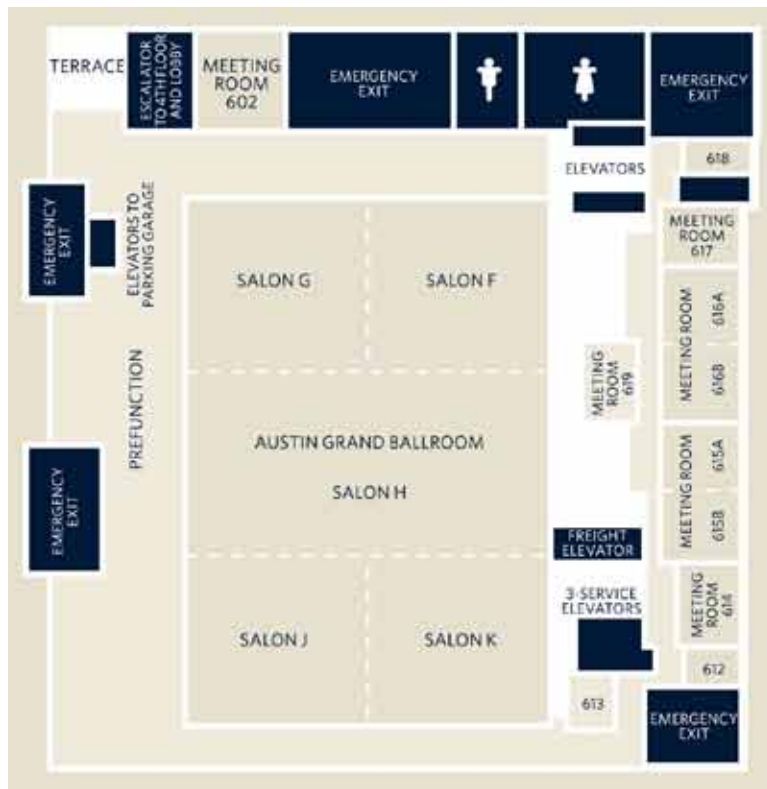 TERRACE
ESCALATOR
TO 4TH FLOOR
AND LOBBY
MEETING
ROOM
602
EMERGENCY
EXIT
EMERGENCY
EXIT
ELEVATORS
618
EMERGENCY
EXIT
ELEVATORS TO
PARKING GARAGE
MEETING
ROOM
617
SALON G
SALON F
MEETING ROOM
616A
616B
MEETING
ROOM
619
PREFUNCTION
AUSTIN GRAND BALLROOM
SALON H
MEETING ROOM
615A
615B
EMERGENCY
EXIT
FREIGHT
ELEVATOR
3-SERVICE
ELEVATORS
MEETING
ROOM
614
SALON J
SALON K
612
613
EMERGENCY
EXIT